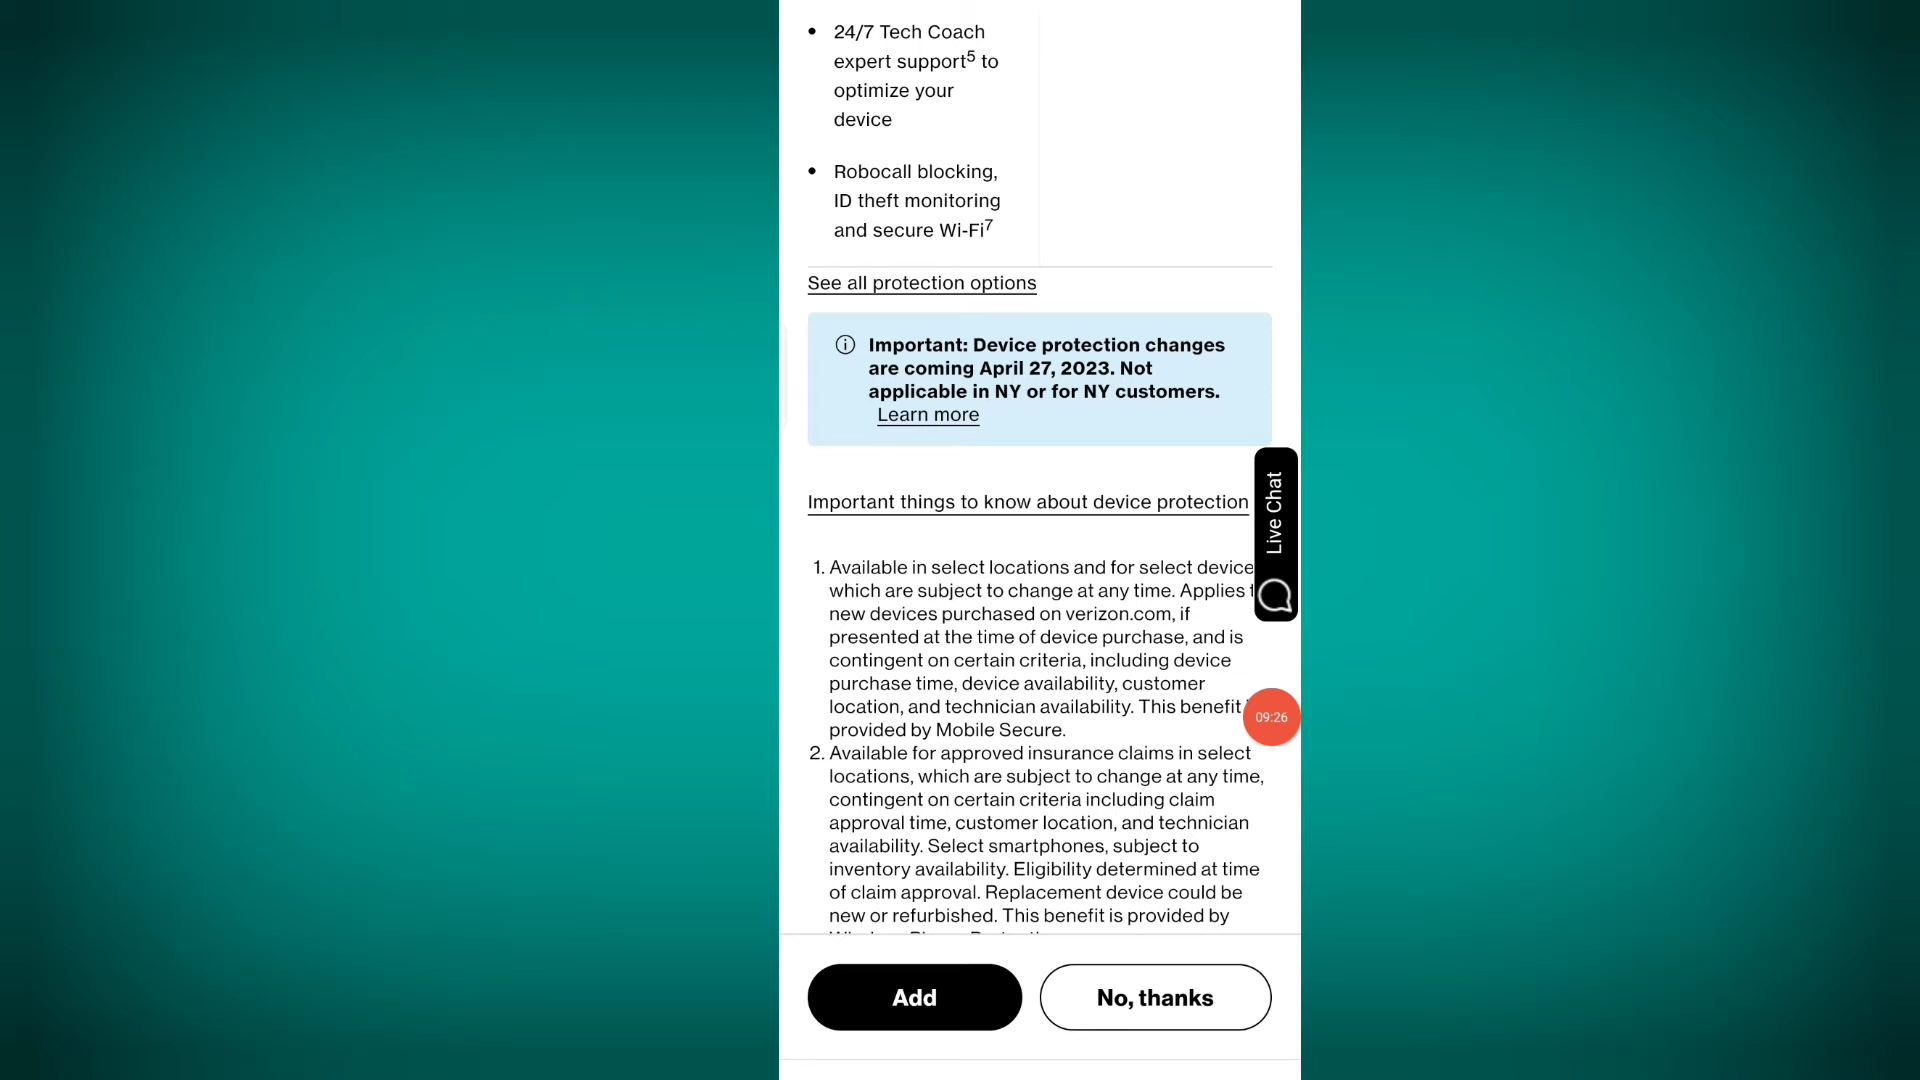 • 24/7 Tech Coach
expert support5 to
optimize your
device
• Robocall blocking,
ID theft monitoring
and secure Wi-Fi7
See all protection options
Important: Device protection changes
are coming April 27, 2023. Not
applicable in NY or for NY customers.
Learn more
Important things to know about device protection
1. Available in select locations and for select device
which are subject to change at any time. Applies
new devices purchased on verizon.com, if
presented at the time of device purchase, and is
contingent on certain criteria, including device
purchase time, device availability, customer
location, and technician availability. This benefit
provided by Mobile Secure.
2. Available for approved insurance claims in select
locations, which are subject to change at any time,
contingent on certain criteria including claim
approval time, customer location, and technician
availability. Select smartphones, subject to
inventory availability. Eligibility determined at time
of claim approval. Replacement device could be
new or refurbished. This benefit is provided by
Live Chat
09:26
Add
No, thanks